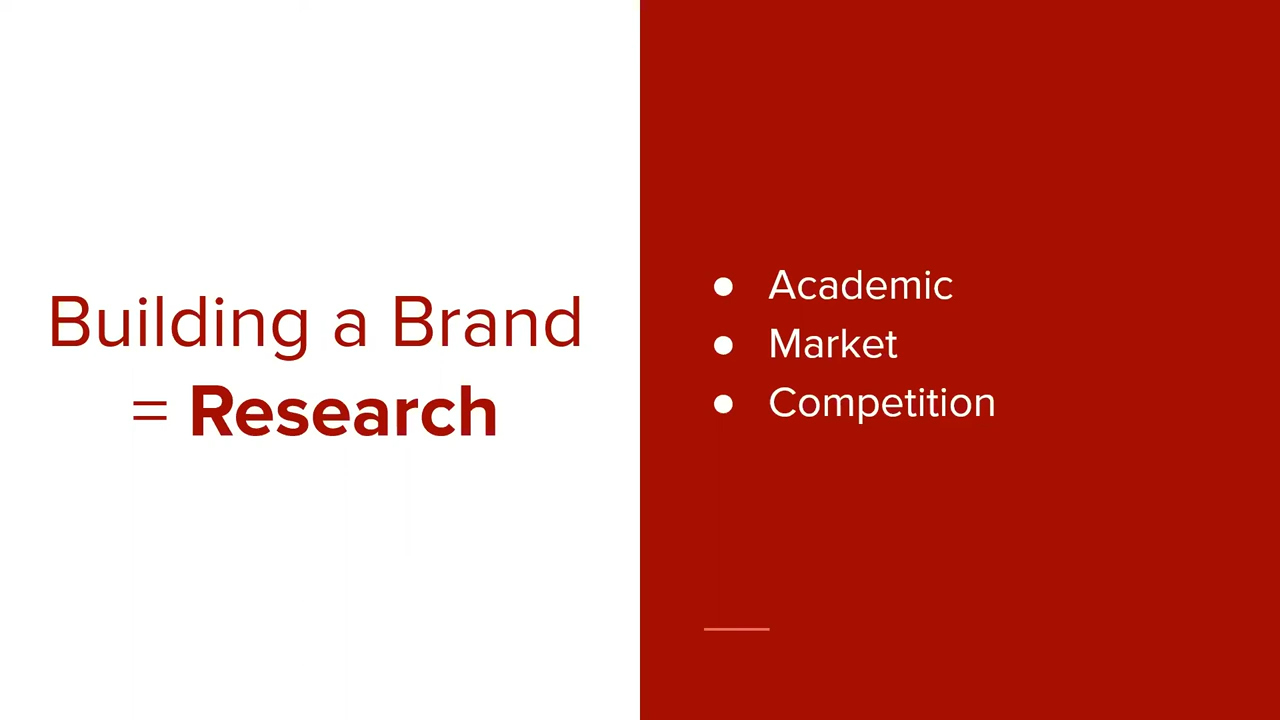 Building a Brand
= Research
● Academic
● Market
● Competition